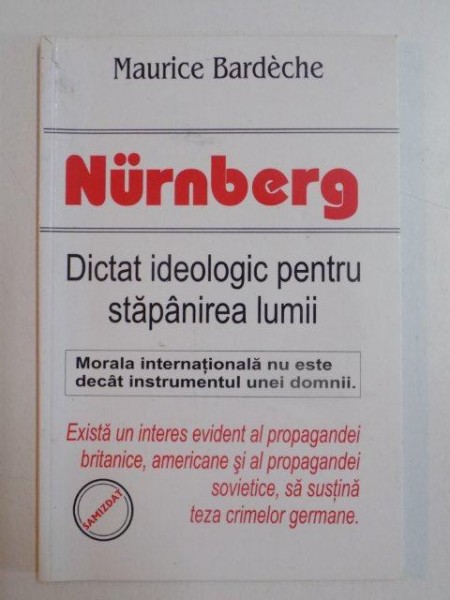 Maurice Bardèche
Nürnberg
Dictat ideologic pentru
stăpânirea lumii
Morala internațională nu este
decât instrumentul unei domnii.
Există un interes evident al propagandei
britanice, americane și al propagandei
sovietice, să susțină
teza crimelor germane.
SAMIZDAT